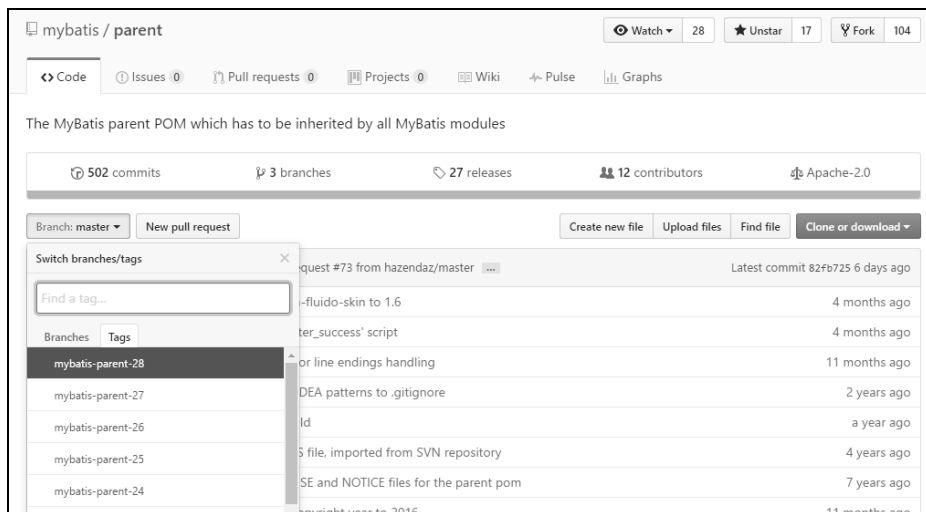 mybatis / parent
Watch 28 Unstar 17 Fork 104
Code Issues 0 Pull requests 0 Projects 0 Wiki Pulse Graphs
The MyBatis parent POM which has to be inherited by all MyBatis modules
502 commits 3 branches 27 releases 12 contributors Apache-2.0
Branch: master New pull request Create new file Upload files Find file Clone or download
Switch branches/tags
Find a tag...
Branches Tags
mybatis-parent-28
mybatis-parent-27
mybatis-parent-26
mybatis-parent-25
mybatis-parent-24
#73 from hazendaz/master ... Latest commit 82fb725 6 days ago
-fluido-skin to 1.6 4 months ago
ter_success' script 4 months ago
or line endings handling 11 months ago
DEA patterns to .gitignore 2 years ago
ld a year ago
S file, imported from SVN repository 4 years ago
SE and NOTICE files for the parent pom 7 years ago
year to 2016 11 months ago